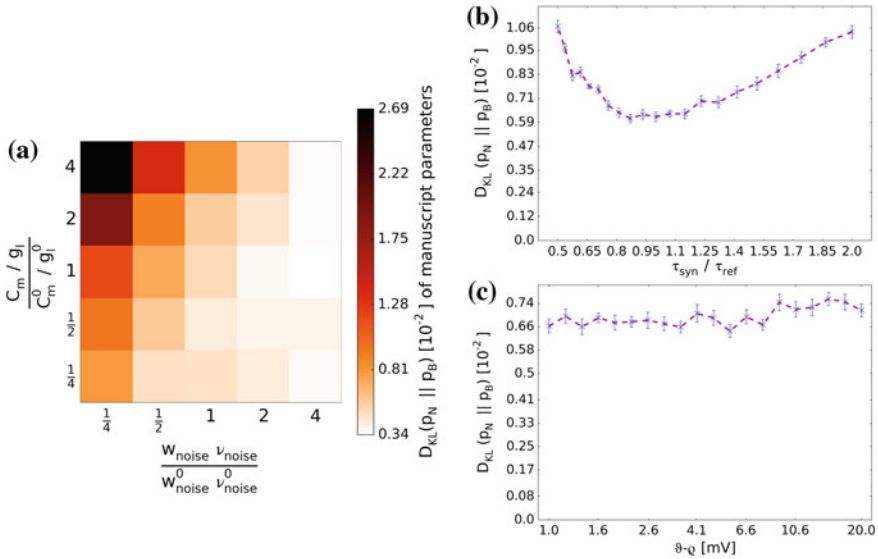 (a)
C_m / g_l
C_m^0 / g_l^0
4
2
1
1/2
1/4
1/4 1/2 1 2 4
w_noise ν_noise
w_noise^0 ν_noise^0
2.69
2.22
1.75
1.28
0.81
0.34
D_KL(p_N || p_B) [10^-2] of manuscript parameters
(b)
D_KL (p_N || p_B) [10^-2]
1.06
0.95
0.83
0.71
0.59
0.47
0.36
0.24
0.12
0.0
0.5 0.65 0.8 0.95 1.1 1.25 1.4 1.55 1.7 1.85 2.0
τ_syn / τ_ref
(c)
D_KL (p_N || p_B) [10^-2]
0.74
0.66
0.58
0.5
0.41
0.33
0.25
0.17
0.08
0.0
1.0 1.6 2.6 4.1 6.6 10.6 20.0
ϑ-ϱ [mV]